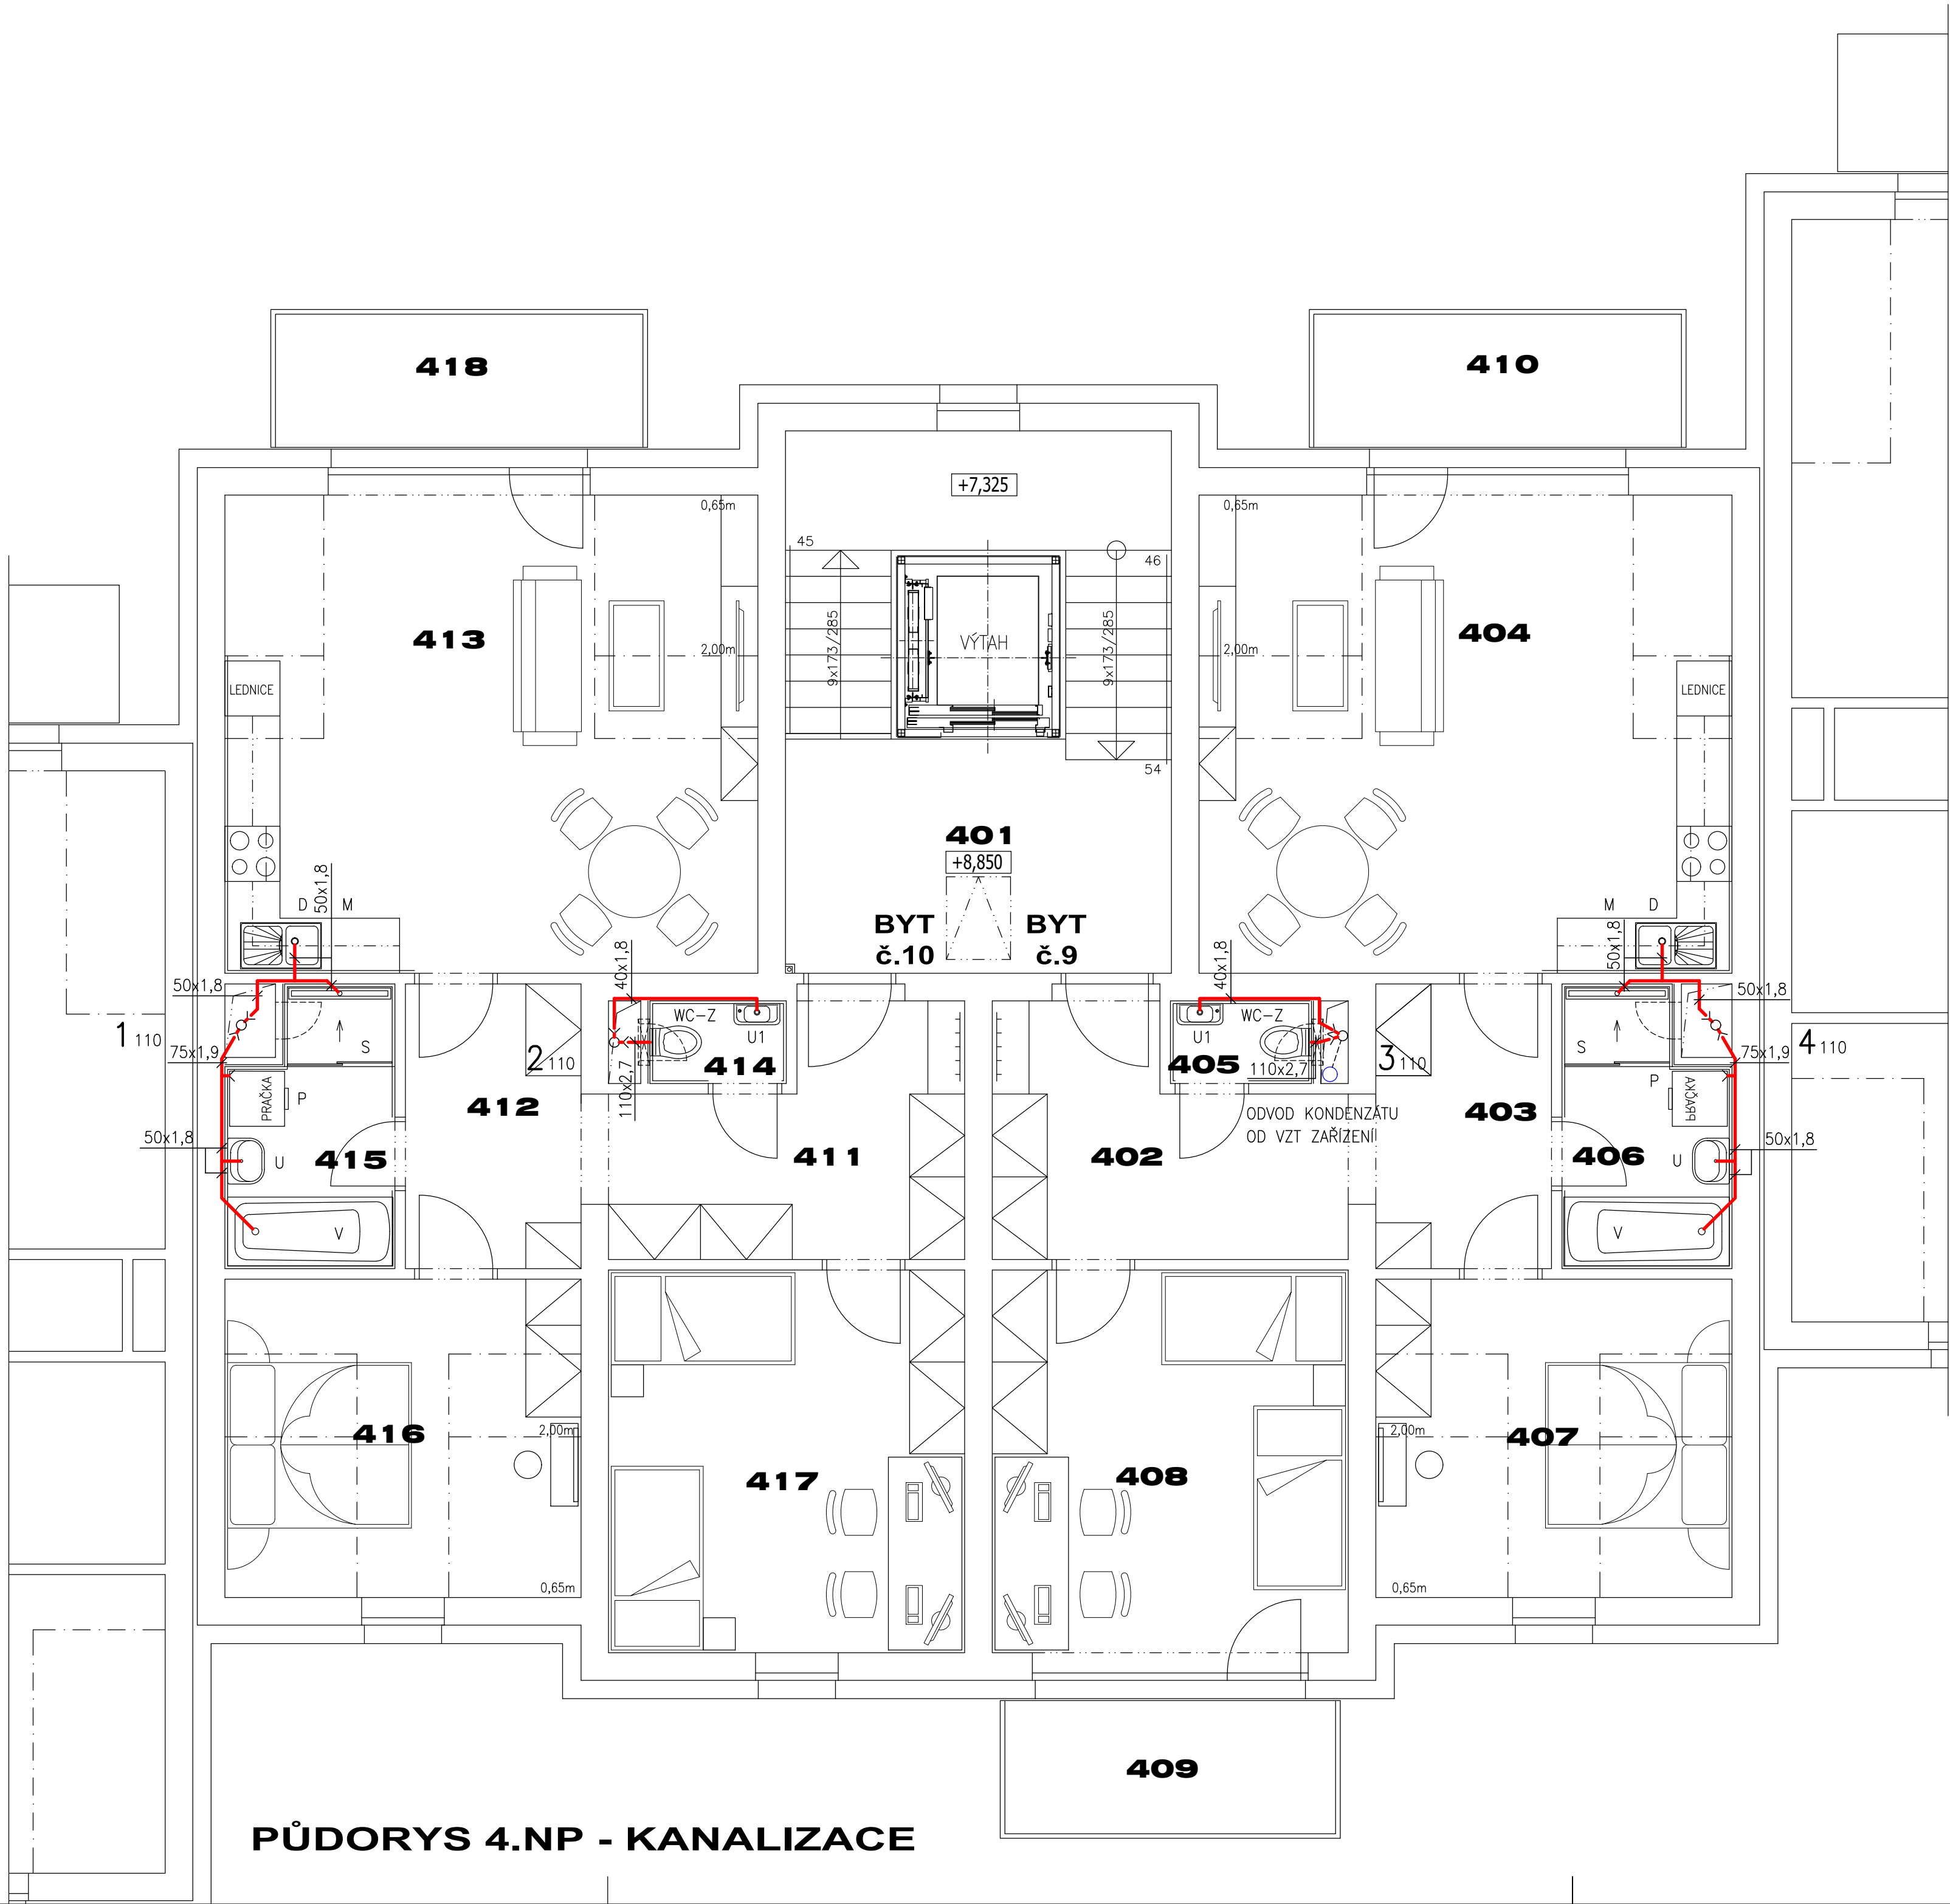 418
410
+7,325
0,65m
0,65m
45
46
413
9x173/285
VÝTAH
9x173/285
404
2,00m
2,00m
LEDNICE
LEDNICE
54
401
+8,850
50x1,8
D
M
M
D
BYT
č.10
BYT
č.9
40x1,8
40x1,8
50x1,8
50x1,8
50x1,8
WC-Z
WC-Z
1 110
U1
U1
4 110
S
S
75x1,9
2 110
414
405
3 110
75x1,9
110x2,7
110x2,7
PRAČKA
P
P
PRAČKA
412
ODVOD KONDENZÁTU
OD VZT ZAŘÍZENÍ
403
50x1,8
50x1,8
U
415
411
402
406
U
V
V
416
2,00m
2,00m
407
417
408
0,65m
0,65m
409
PŮDORYS 4.NP - KANALIZACE